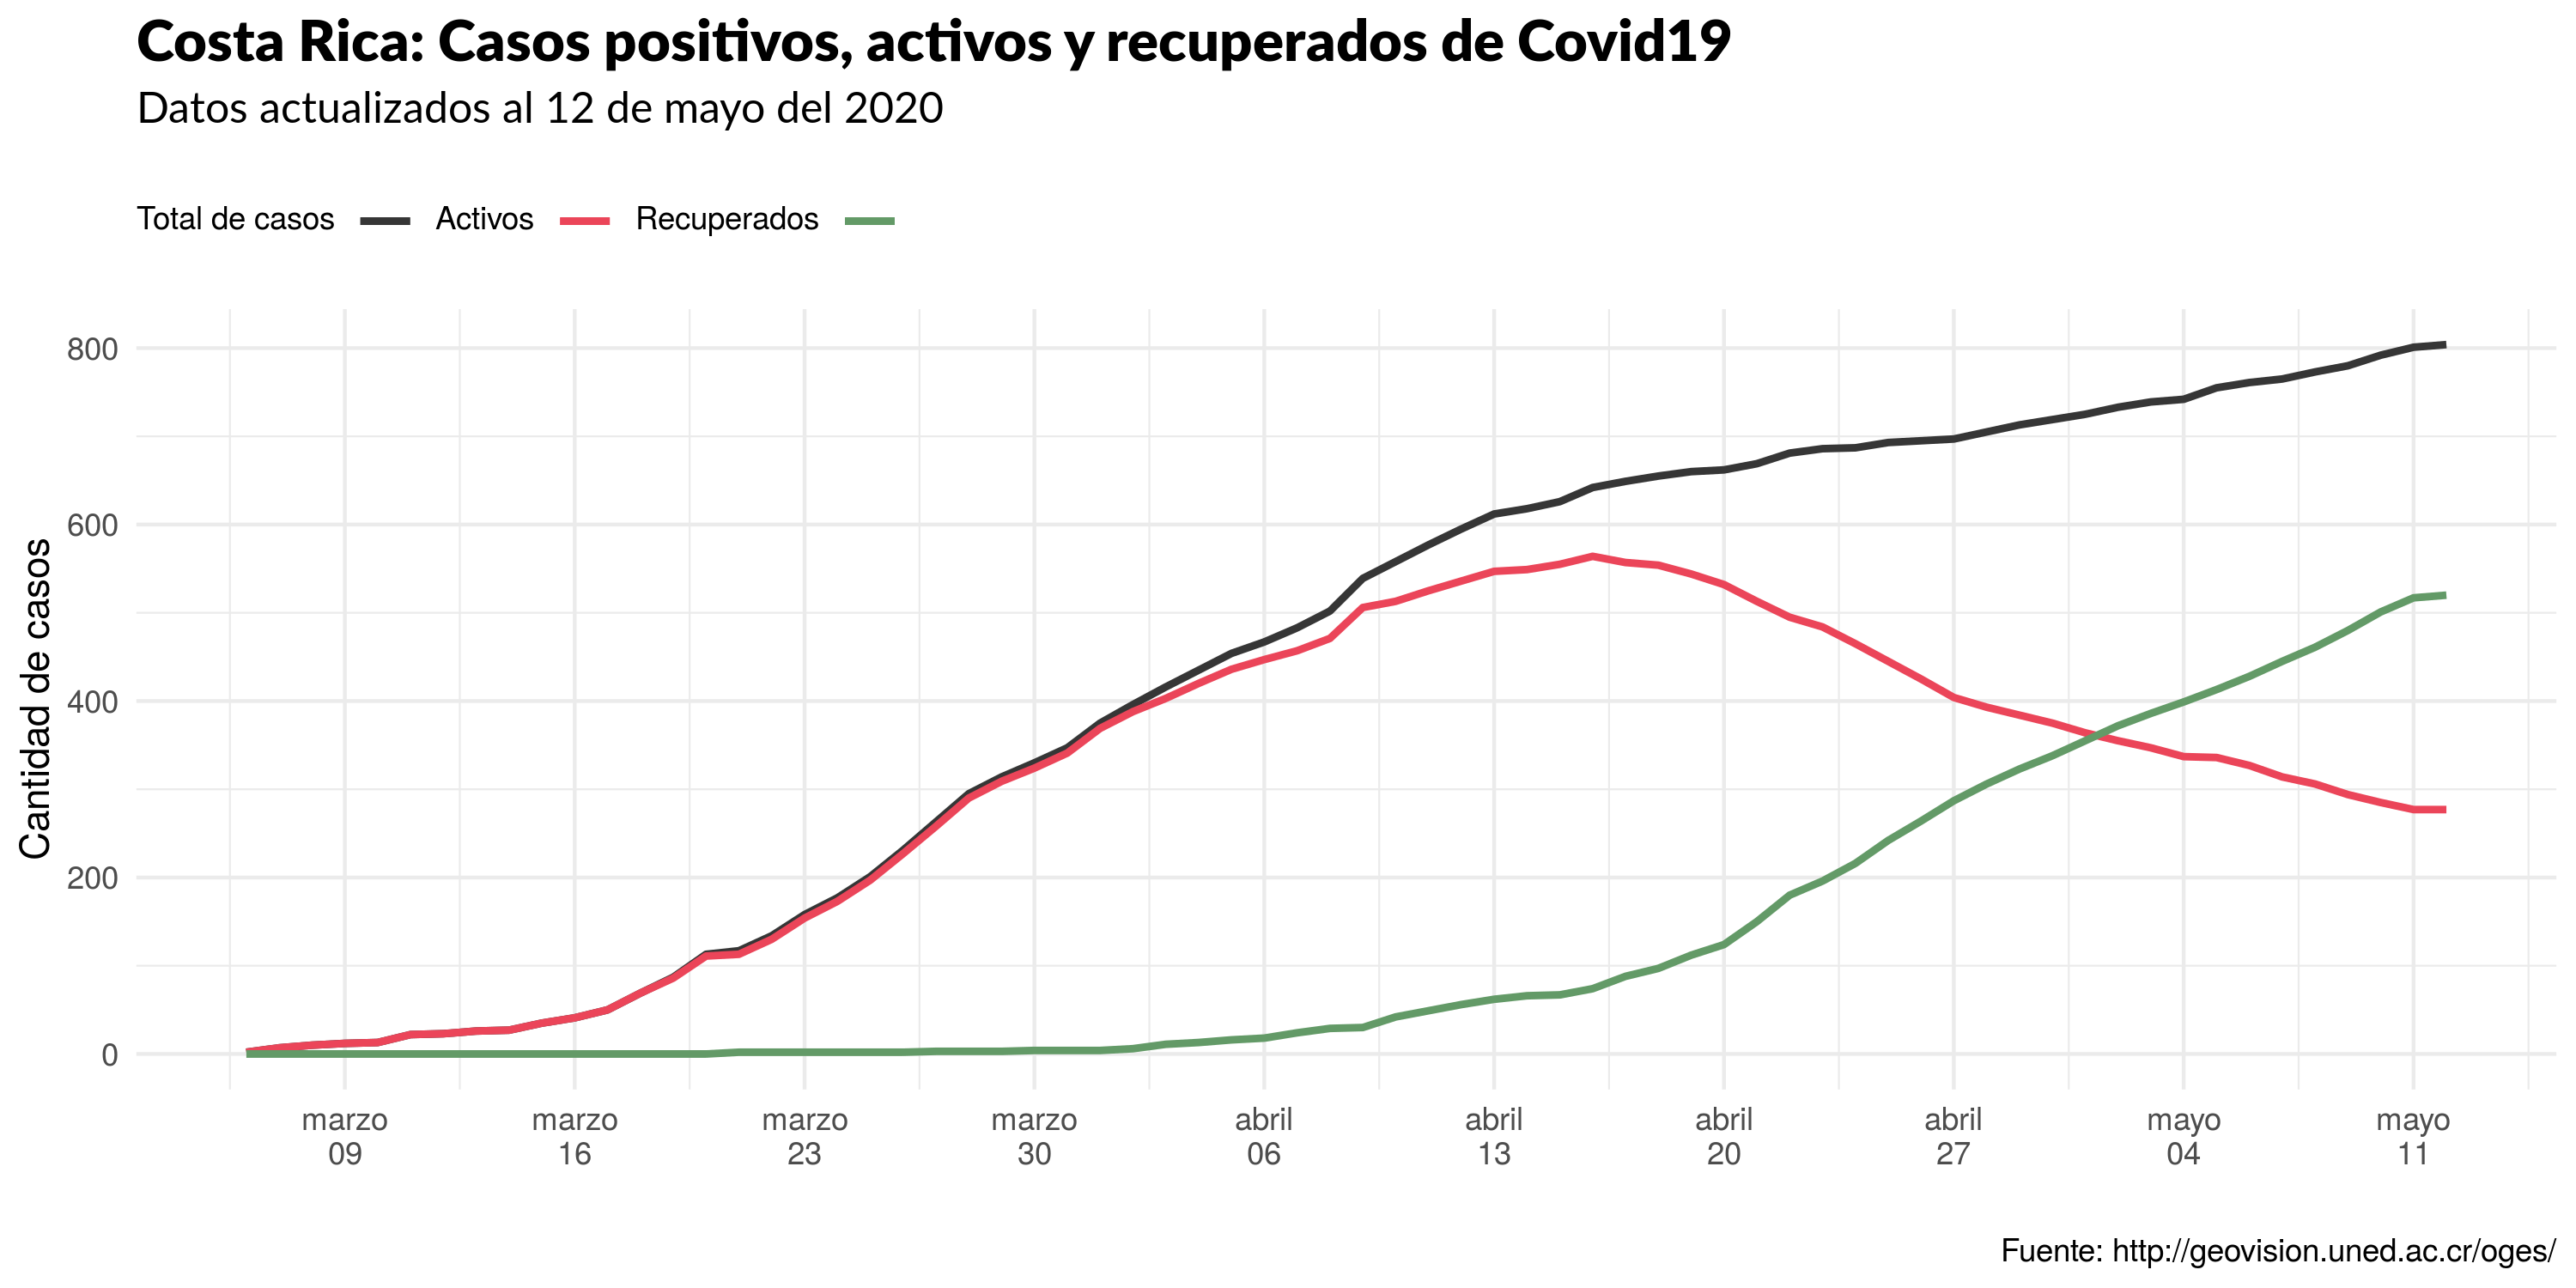 Costa Rica: Casos positivos, activos y recuperados de Covid19
Datos actualizados al 12 de mayo del 2020
Total de casos Activos Recuperados
Cantidad de casos
800
600
400
200
0
marzo marzo marzo marzo abril abril abril abril mayo mayo
09 16 23 30 06 13 20 27 04 11
Fuente: http://geovision.uned.ac.cr/oges/